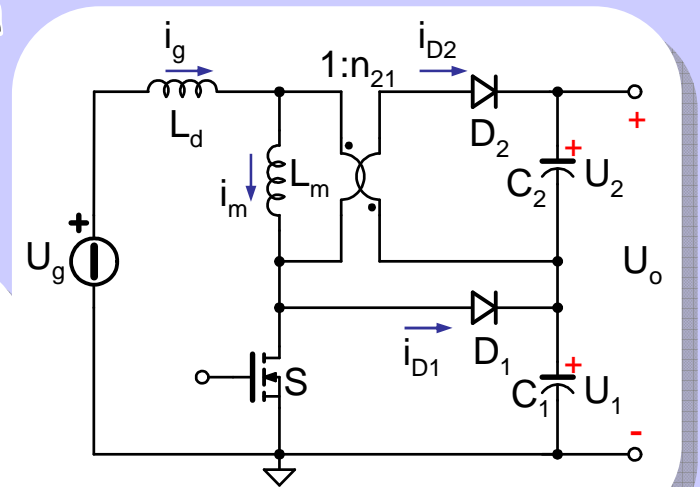 i_g
1:n_21
i_D2
L_d
D_2
+
+
i_m
L_m
C_2
U_2
+
U_g
U_o
i_D1
D_1
+
S
C_1
U_1
-